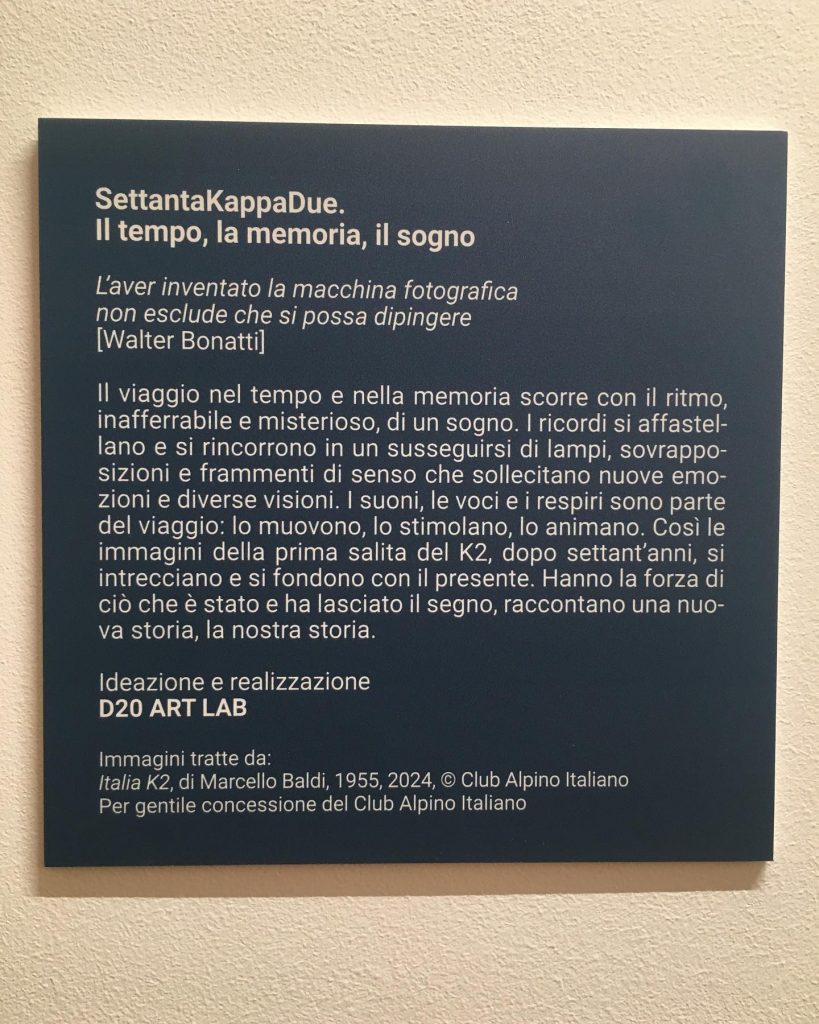 SettantaKappaDue.
Il tempo, la memoria, il sogno
L'aver inventato la macchina fotografica
non esclude che si possa dipingere
[Walter Bonatti]
Il viaggio nel tempo e nella memoria scorre con il ritmo,
inafferrabile e misterioso, di un sogno. I ricordi si affastel-
lano e si rincorrono in un susseguirsi di lampi, sovrappo-
sizioni e frammenti di senso che sollecitano nuove emo-
zioni e diverse visioni. I suoni, le voci e i respiri sono parte
del viaggio: lo muovono, lo stimolano, lo animano. Così le
immagini della prima salita del K2, dopo settant'anni, si
intrecciano e si fondono con il presente. Hanno la forza di
ciò che è stato e ha lasciato il segno, raccontano una nuo-
va storia, la nostra storia.
Ideazione e realizzazione
D20 ART LAB
Immagini tratte da:
Italia K2, di Marcello Baldi, 1955, 2024, © Club Alpino Italiano
Per gentile concessione del Club Alpino Italiano